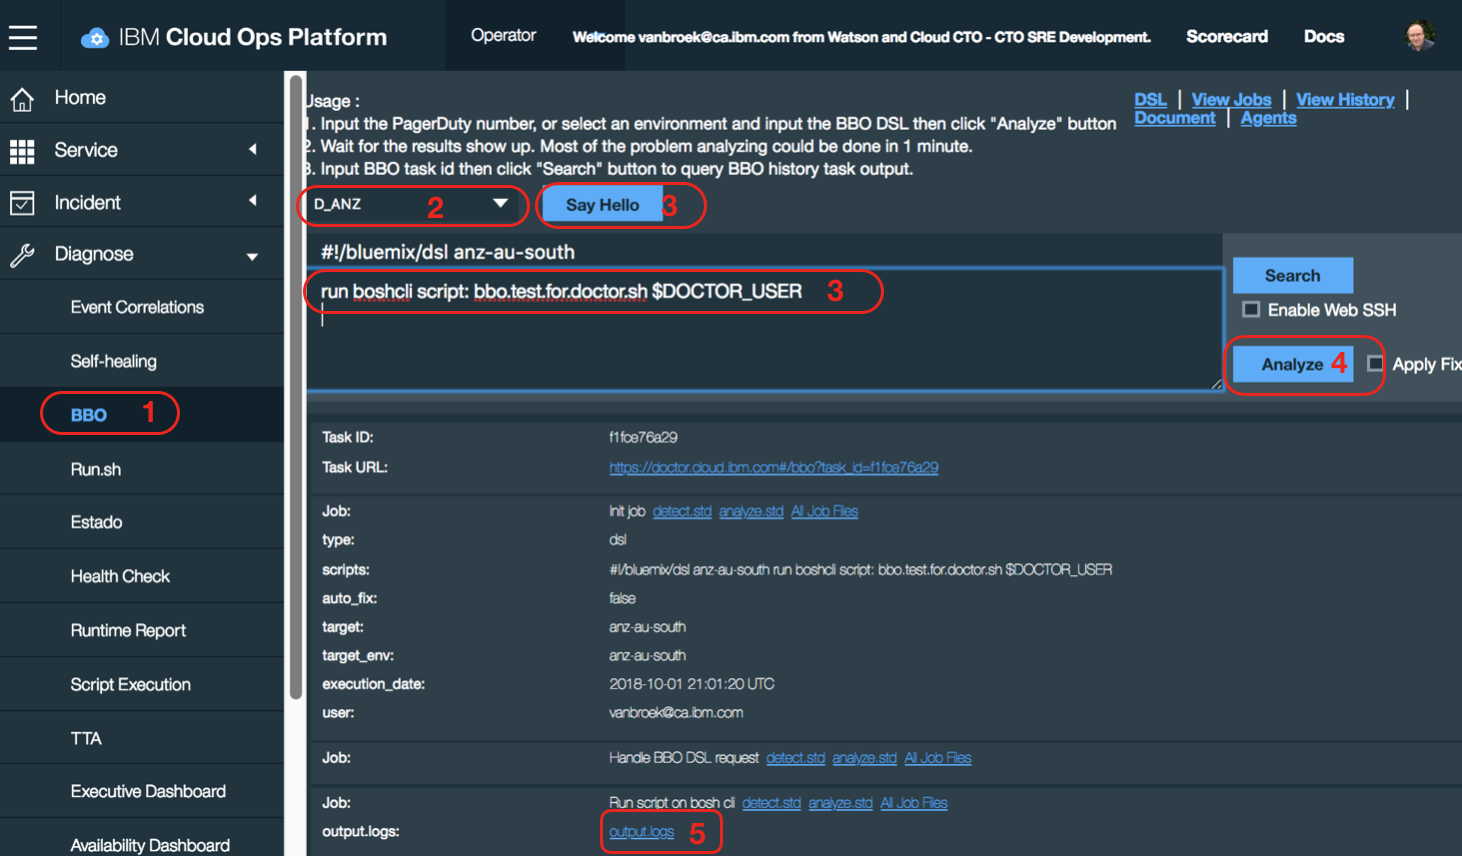 IBM Cloud Ops Platform
Operator
Welcome vanbroek@ca.ibm.com from Watson and Cloud CTO - CTO SRE Development.
Scorecard
Docs
Home
Service
Incident
Diagnose
Event Correlations
Self-healing
BBO 1
Run.sh
Estado
Health Check
Runtime Report
Script Execution
TTA
Executive Dashboard
Availability Dashboard
Usage :
1. Input the PagerDuty number, or select an environment and input the BBO DSL then click "Analyze" button
2. Wait for the results show up. Most of the problem analyzing could be done in 1 minute.
3. Input BBO task id then click "Search" button to query BBO history task output.
DSL | View Jobs | View History |
Document | Agents
D_ANZ 2
Say Hello 3
#!/bluemix/dsl anz-au-south
run boshcli script: bbo.test.for.doctor.sh $DOCTOR_USER 3
Search
Enable Web SSH
Analyze 4
Apply Fix
Task ID: f1fce76a29
Task URL: https://doctor.cloud.ibm.com#/bbo?task_id=f1fce76a29
Job: Init job detect.std analyze.std All Job Files
type: dsl
scripts: #!/bluemix/dsl anz-au-south run boshcli script: bbo.test.for.doctor.sh $DOCTOR_USER
auto_fix: false
target: anz-au-south
target_env: anz-au-south
execution_date: 2018-10-01 21:01:20 UTC
user: vanbroek@ca.ibm.com
Job: Handle BBO DSL request detect.std analyze.std All Job Files
Job: Run script on bosh cli detect.std analyze.std All Job Files
output.logs: output.logs 5